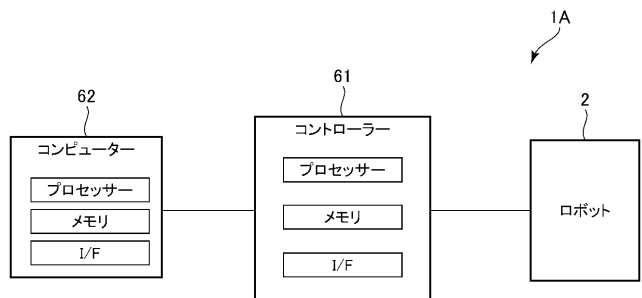 1A
62
61
2
コンピューター
プロセッサー
メモリ
I/F
コントローラー
プロセッサー
メモリ
I/F
ロボット